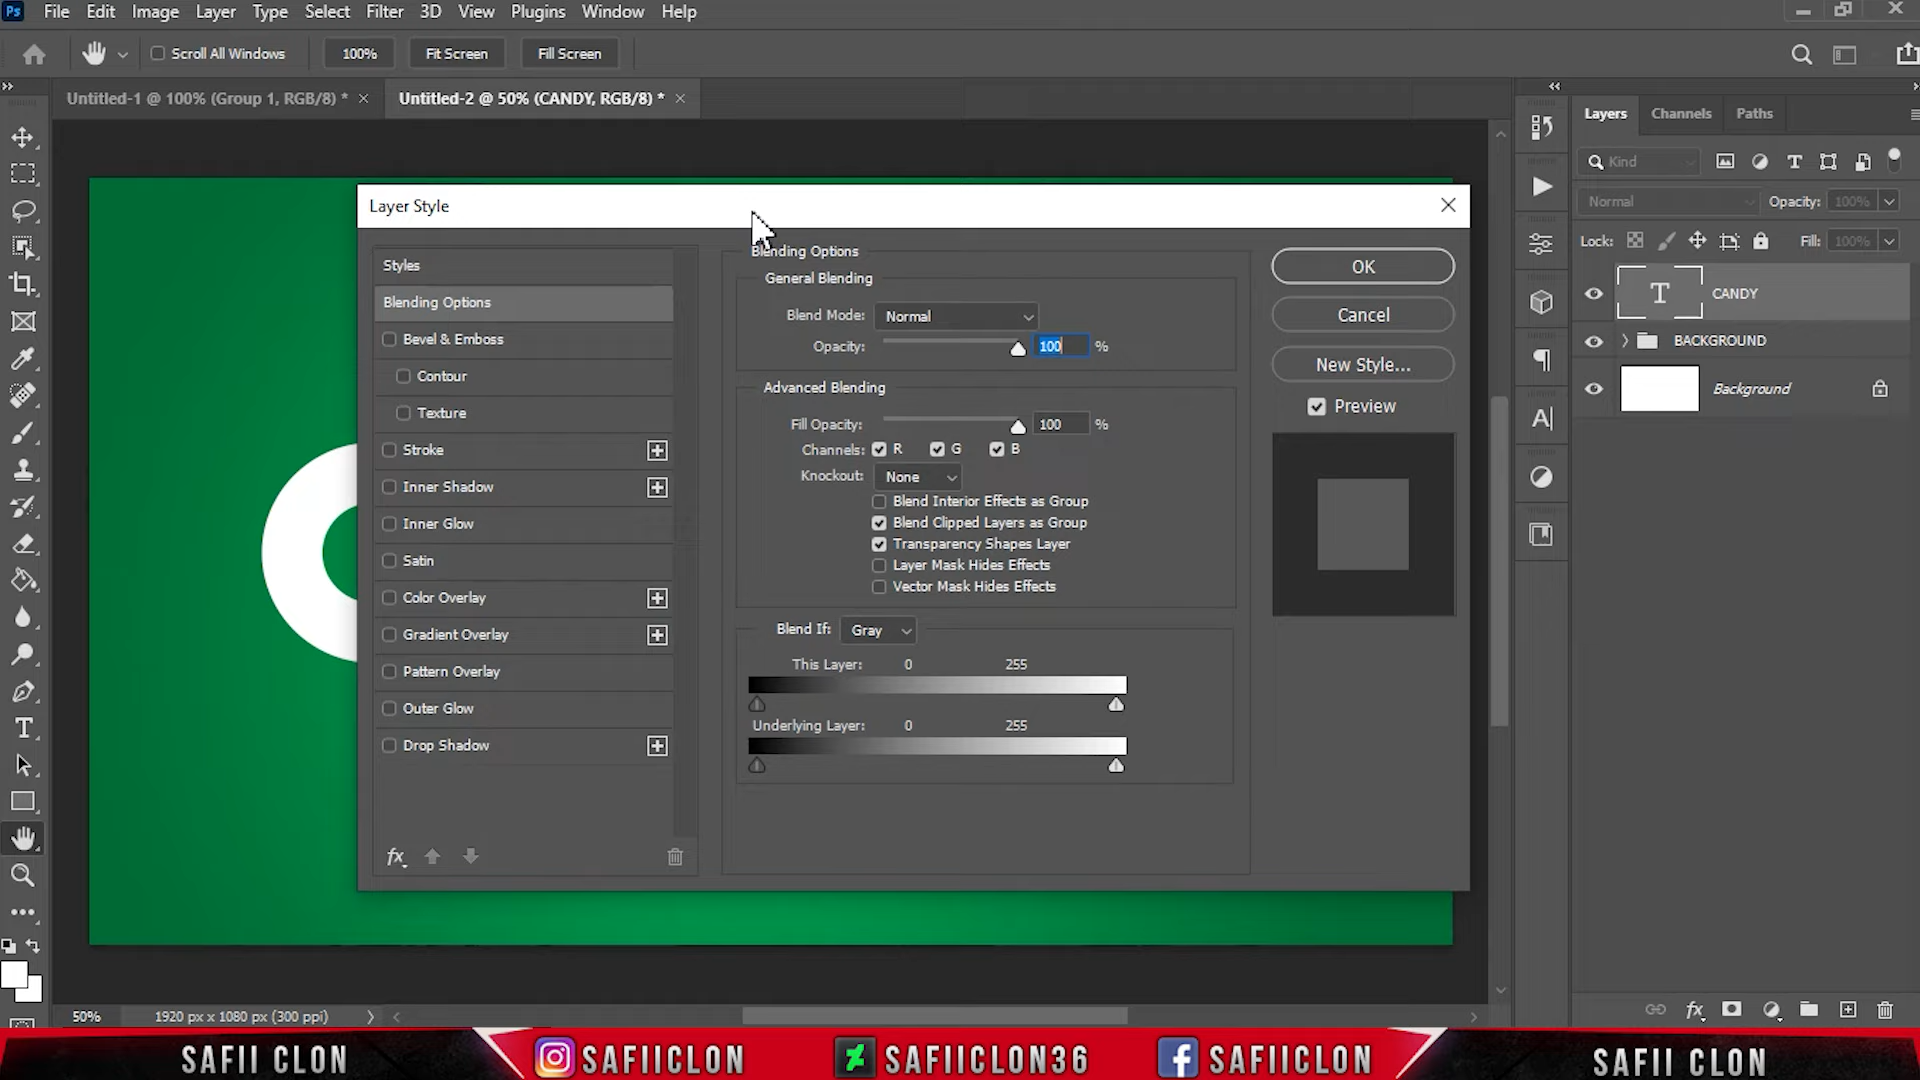 Ps File Edit Image Layer Type Select Filter 3D View Plugins Window Help
Scroll All Windows 100% Fit Screen Fill Screen
Untitled-1 @ 100% (Group 1, RGB/8) * Untitled-2 @ 50% (CANDY, RGB/8) *
Layers Channels Paths
Kind
Normal Opacity: 100%
Lock: Fill: 100%
CANDY
BACKGROUND
Background
Layer Style
Styles
Blending Options
Bevel & Emboss
Contour
Texture
Stroke
Inner Shadow
Inner Glow
Satin
Color Overlay
Gradient Overlay
Pattern Overlay
Outer Glow
Drop Shadow
fx
Blending Options
General Blending
Blend Mode: Normal
Opacity: 100 %
Advanced Blending
Fill Opacity: 100 %
Channels: R G B
Knockout: None
Blend Interior Effects as Group
Blend Clipped Layers as Group
Transparency Shapes Layer
Layer Mask Hides Effects
Vector Mask Hides Effects
Blend If: Gray
This Layer: 0 255
Underlying Layer: 0 255
OK
Cancel
New Style...
Preview
50% 1920 px x 1080 px (300 ppi)
fx
SAFII CLON SAFIICLON SAFIICLON36 SAFIICLON SAFII CLON